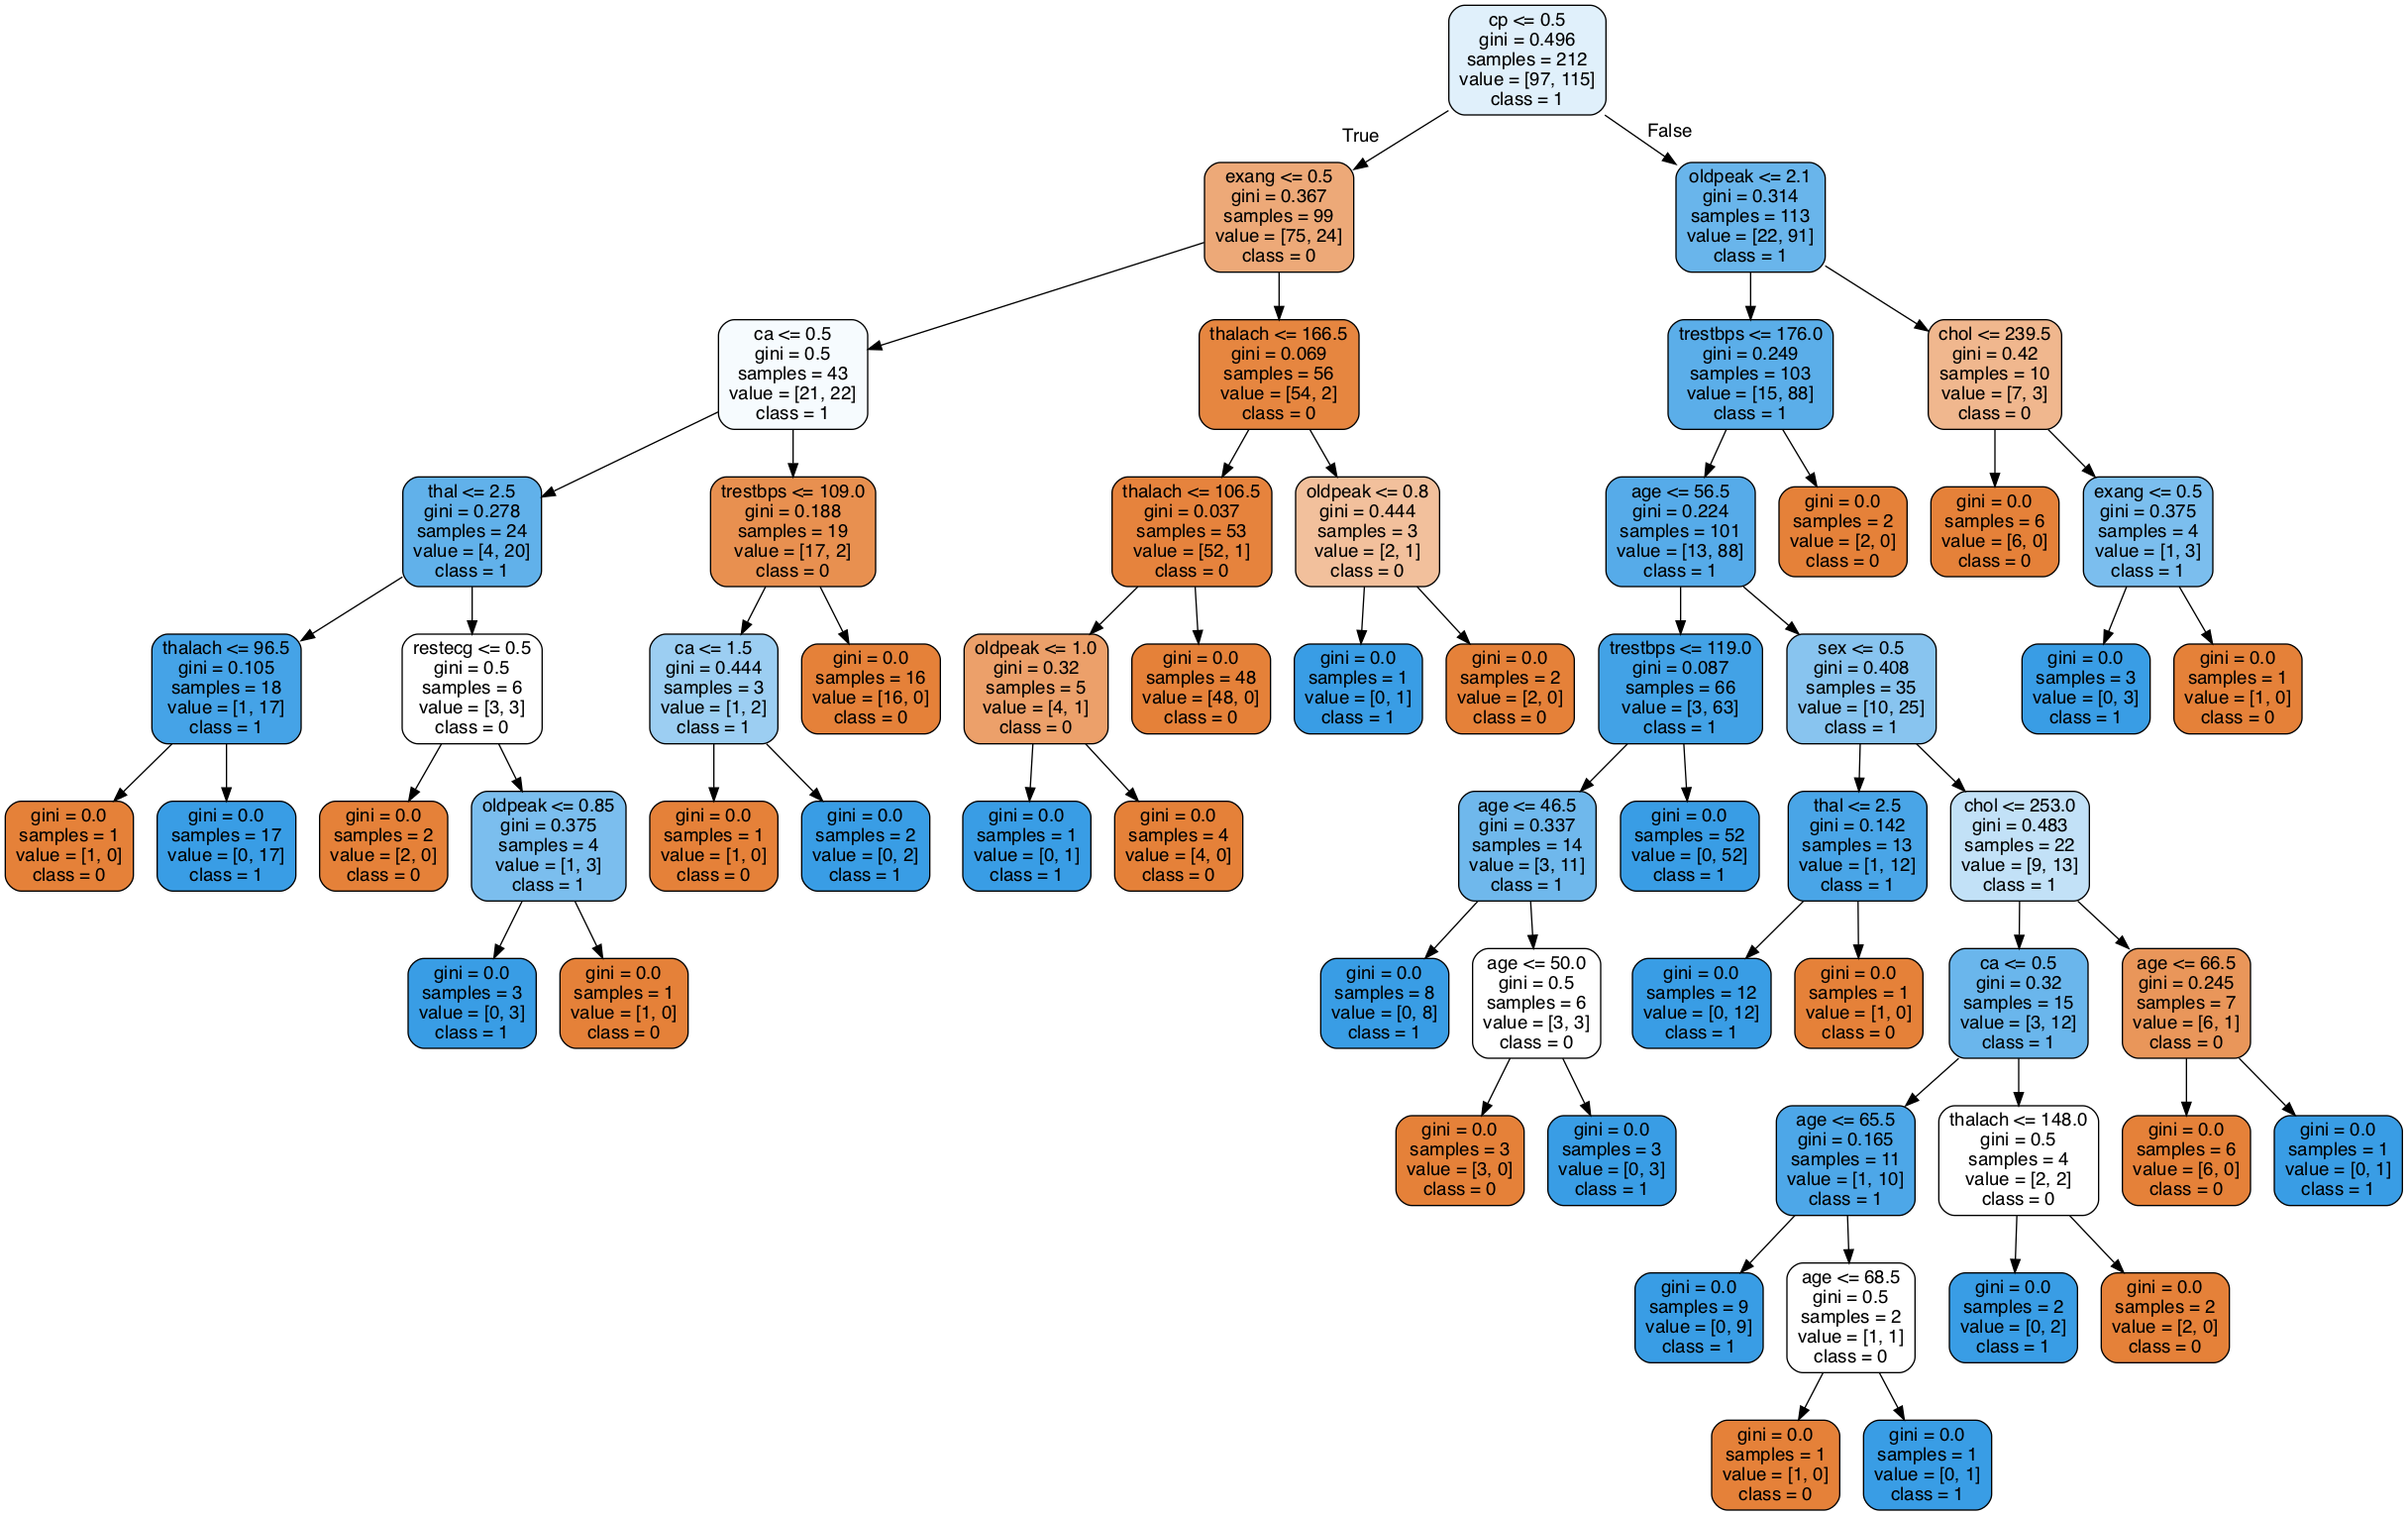 cp <= 0.5
gini = 0.496
samples = 212
value = [97, 115]
class = 1
True
False
exang <= 0.5
gini = 0.367
samples = 99
value = [75, 24]
class = 0
oldpeak <= 2.1
gini = 0.314
samples = 113
value = [22, 91]
class = 1
ca <= 0.5
gini = 0.5
samples = 43
value = [21, 22]
class = 1
thalach <= 166.5
gini = 0.069
samples = 56
value = [54, 2]
class = 0
trestbps <= 176.0
gini = 0.249
samples = 103
value = [15, 88]
class = 1
chol <= 239.5
gini = 0.42
samples = 10
value = [7, 3]
class = 0
thal <= 2.5
gini = 0.278
samples = 24
value = [4, 20]
class = 1
trestbps <= 109.0
gini = 0.188
samples = 19
value = [17, 2]
class = 0
thalach <= 106.5
gini = 0.037
samples = 53
value = [52, 1]
class = 0
oldpeak <= 0.8
gini = 0.444
samples = 3
value = [2, 1]
class = 0
age <= 56.5
gini = 0.224
samples = 101
value = [13, 88]
class = 1
gini = 0.0
samples = 2
value = [2, 0]
class = 0
gini = 0.0
samples = 6
value = [6, 0]
class = 0
exang <= 0.5
gini = 0.375
samples = 4
value = [1, 3]
class = 1
thalach <= 96.5
gini = 0.105
samples = 18
value = [1, 17]
class = 1
restecg <= 0.5
gini = 0.5
samples = 6
value = [3, 3]
class = 0
ca <= 1.5
gini = 0.444
samples = 3
value = [1, 2]
class = 1
gini = 0.0
samples = 16
value = [16, 0]
class = 0
oldpeak <= 1.0
gini = 0.32
samples = 5
value = [4, 1]
class = 0
gini = 0.0
samples = 48
value = [48, 0]
class = 0
gini = 0.0
samples = 1
value = [0, 1]
class = 1
gini = 0.0
samples = 2
value = [2, 0]
class = 0
trestbps <= 119.0
gini = 0.087
samples = 66
value = [3, 63]
class = 1
sex <= 0.5
gini = 0.408
samples = 35
value = [10, 25]
class = 1
gini = 0.0
samples = 3
value = [0, 3]
class = 1
gini = 0.0
samples = 1
value = [1, 0]
class = 0
gini = 0.0
samples = 1
value = [1, 0]
class = 0
gini = 0.0
samples = 17
value = [0, 17]
class = 1
gini = 0.0
samples = 2
value = [2, 0]
class = 0
oldpeak <= 0.85
gini = 0.375
samples = 4
value = [1, 3]
class = 1
gini = 0.0
samples = 1
value = [1, 0]
class = 0
gini = 0.0
samples = 2
value = [0, 2]
class = 1
gini = 0.0
samples = 1
value = [0, 1]
class = 1
gini = 0.0
samples = 4
value = [4, 0]
class = 0
age <= 46.5
gini = 0.337
samples = 14
value = [3, 11]
class = 1
gini = 0.0
samples = 52
value = [0, 52]
class = 1
thal <= 2.5
gini = 0.142
samples = 13
value = [1, 12]
class = 1
chol <= 253.0
gini = 0.483
samples = 22
value = [9, 13]
class = 1
gini = 0.0
samples = 3
value = [0, 3]
class = 1
gini = 0.0
samples = 1
value = [1, 0]
class = 0
gini = 0.0
samples = 8
value = [0, 8]
class = 1
age <= 50.0
gini = 0.5
samples = 6
value = [3, 3]
class = 0
gini = 0.0
samples = 12
value = [0, 12]
class = 1
gini = 0.0
samples = 1
value = [1, 0]
class = 0
ca <= 0.5
gini = 0.32
samples = 15
value = [3, 12]
class = 1
age <= 66.5
gini = 0.245
samples = 7
value = [6, 1]
class = 0
gini = 0.0
samples = 3
value = [3, 0]
class = 0
gini = 0.0
samples = 3
value = [0, 3]
class = 1
age <= 65.5
gini = 0.165
samples = 11
value = [1, 10]
class = 1
thalach <= 148.0
gini = 0.5
samples = 4
value = [2, 2]
class = 0
gini = 0.0
samples = 6
value = [6, 0]
class = 0
gini = 0.0
samples = 1
value = [0, 1]
class = 1
gini = 0.0
samples = 9
value = [0, 9]
class = 1
age <= 68.5
gini = 0.5
samples = 2
value = [1, 1]
class = 0
gini = 0.0
samples = 2
value = [0, 2]
class = 1
gini = 0.0
samples = 2
value = [2, 0]
class = 0
gini = 0.0
samples = 1
value = [1, 0]
class = 0
gini = 0.0
samples = 1
value = [0, 1]
class = 1